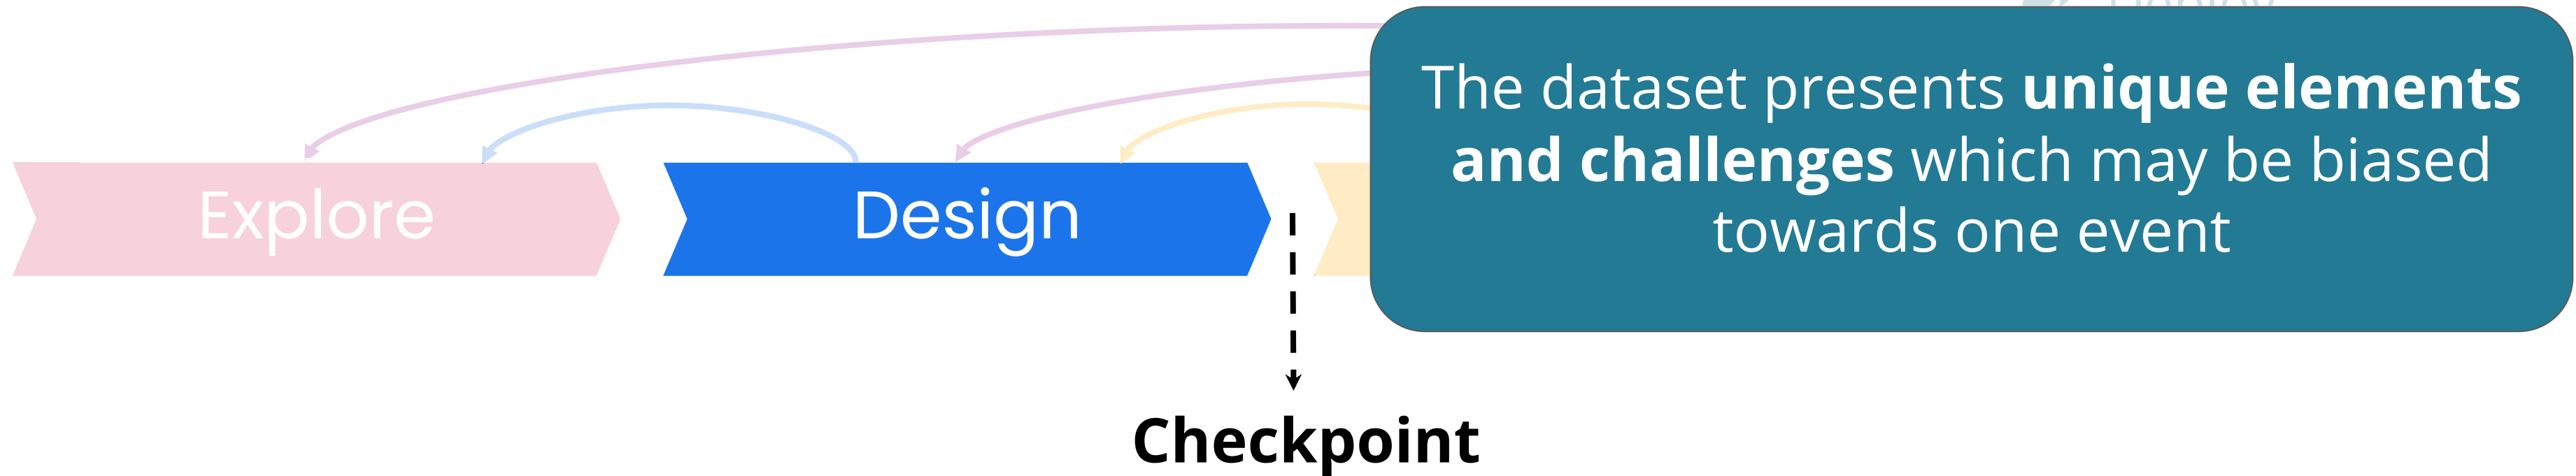 The dataset presents unique elements
and challenges which may be biased
towards one event
Explore
Design
Checkpoint